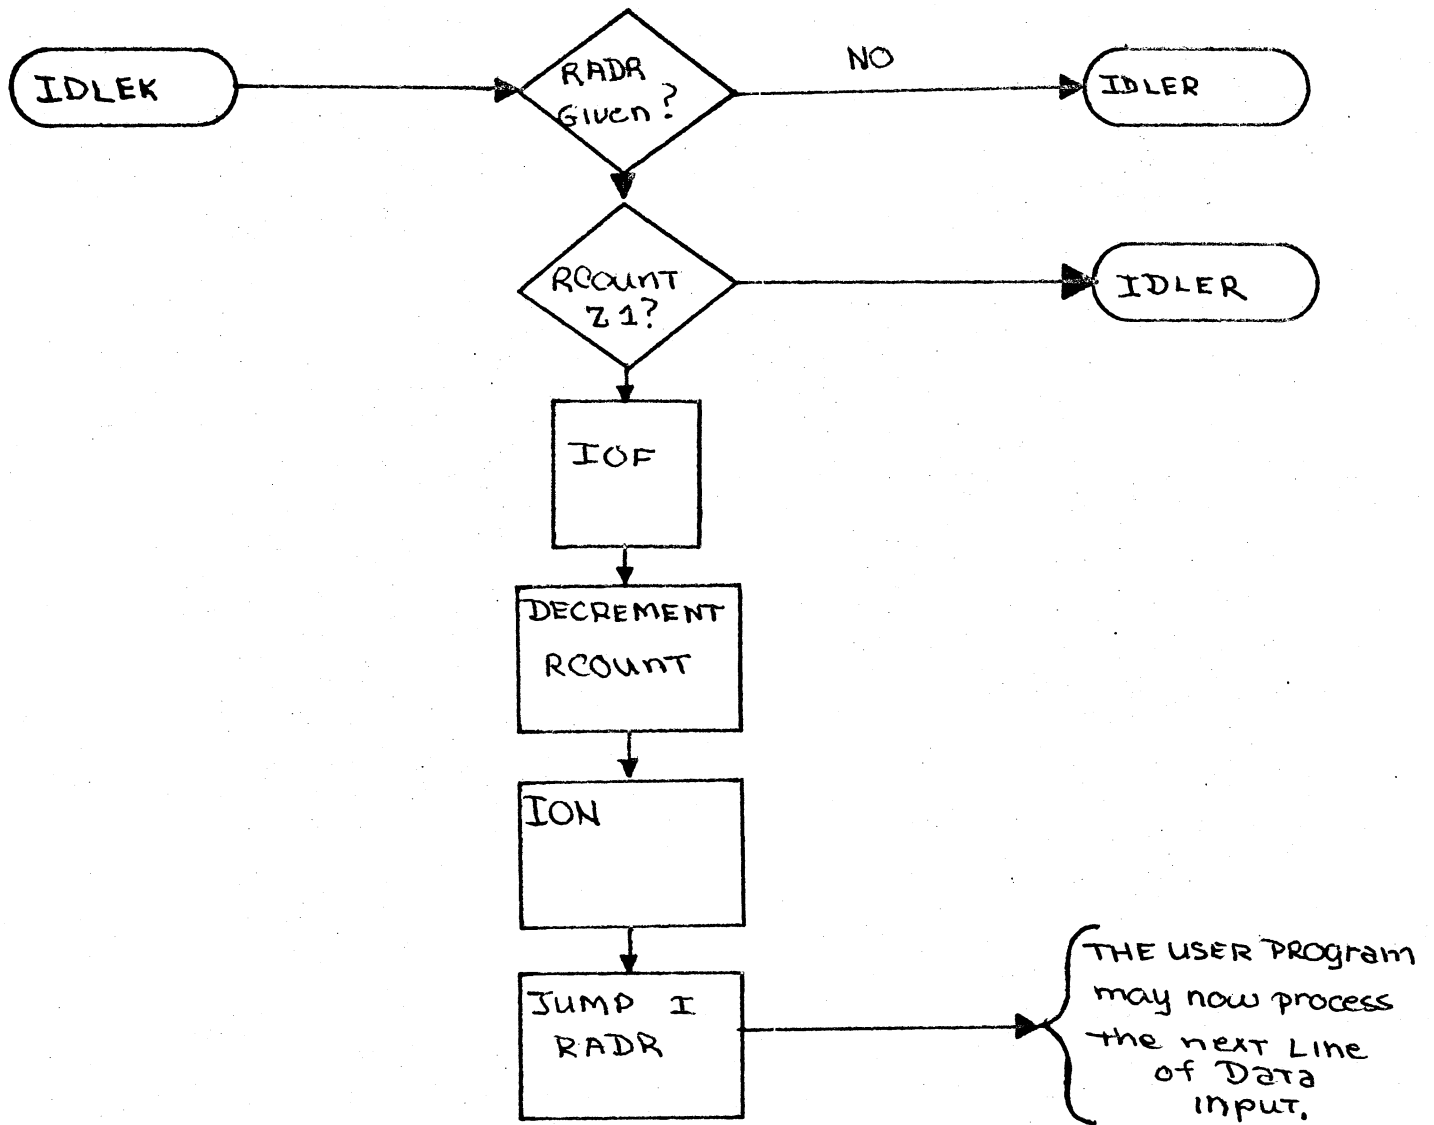 IDLEK
RADR
Given?
NO
IDLER
RCOUNT
Z 1?
IDLER
IOF
DECREMENT
RCOUNT
ION
JUMP I
RADR
THE USER PROGram
may now process
the next Line
of Data
INPUT.